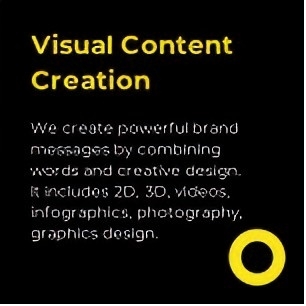 Visual Content
Creation
We create powerful brand
messages by combining
words and creative design.
It includes 2D, 3D, videos,
infographics, photography,
graphics design.